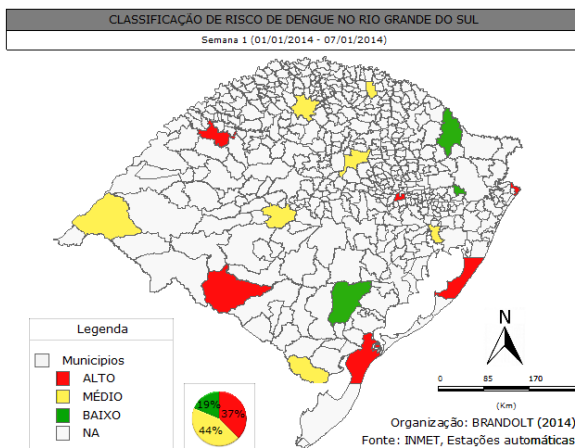 CLASSIFICAÇÃO DE RISCO DE DENGUE NO RIO GRANDE DO SUL
Semana 1 (01/01/2014 - 07/01/2014)
N
Legenda
Municipios
ALTO
MÉDIO
BAIXO
NA
19%
37%
44%
0 85 170
(Km)
Organização: BRANDOLT (2014)
Fonte: INMET, Estações automáticas